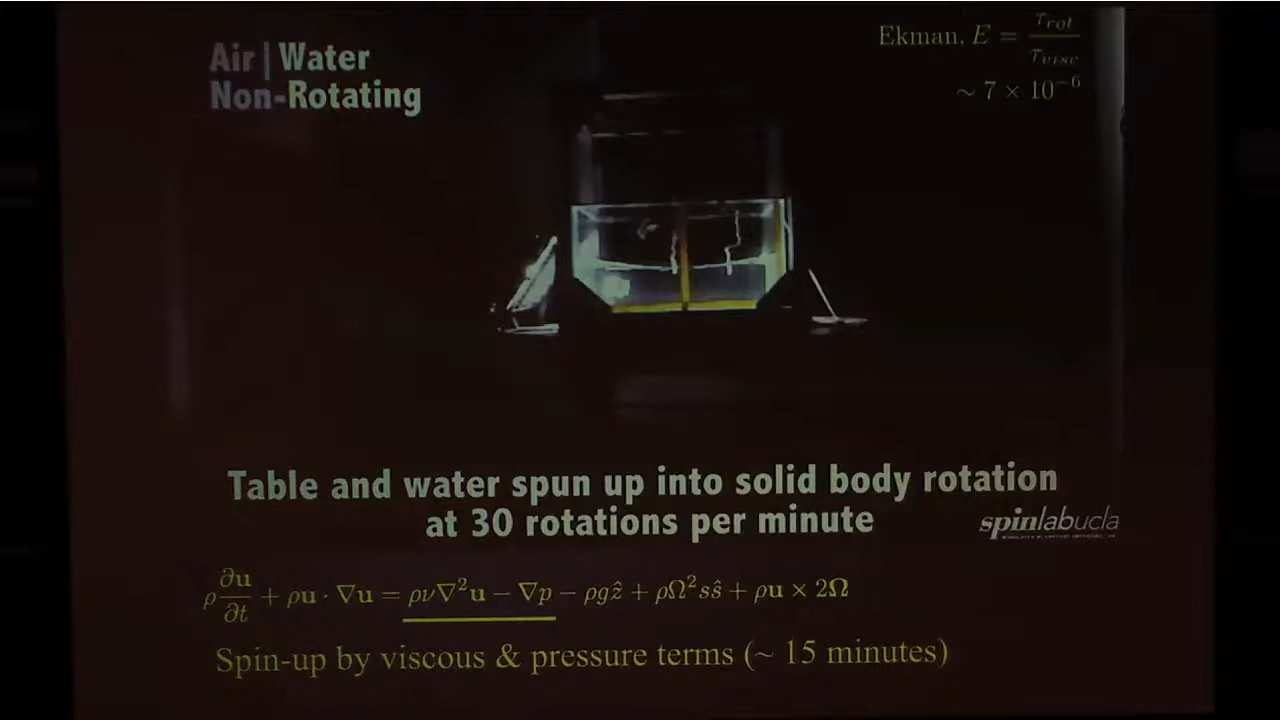 Air | Water
Non-Rotating
Ekman, E = τ_rot / τ_visc
~ 7 × 10⁻⁶
Table and water spun up into solid body rotation
at 30 rotations per minute
spinlabucla
ρ ∂u/∂t + ρu · ∇u = ρν∇²u − ∇p − ρgẑ + ρΩ²sŝ + ρu × 2Ω
Spin-up by viscous & pressure terms (~ 15 minutes)